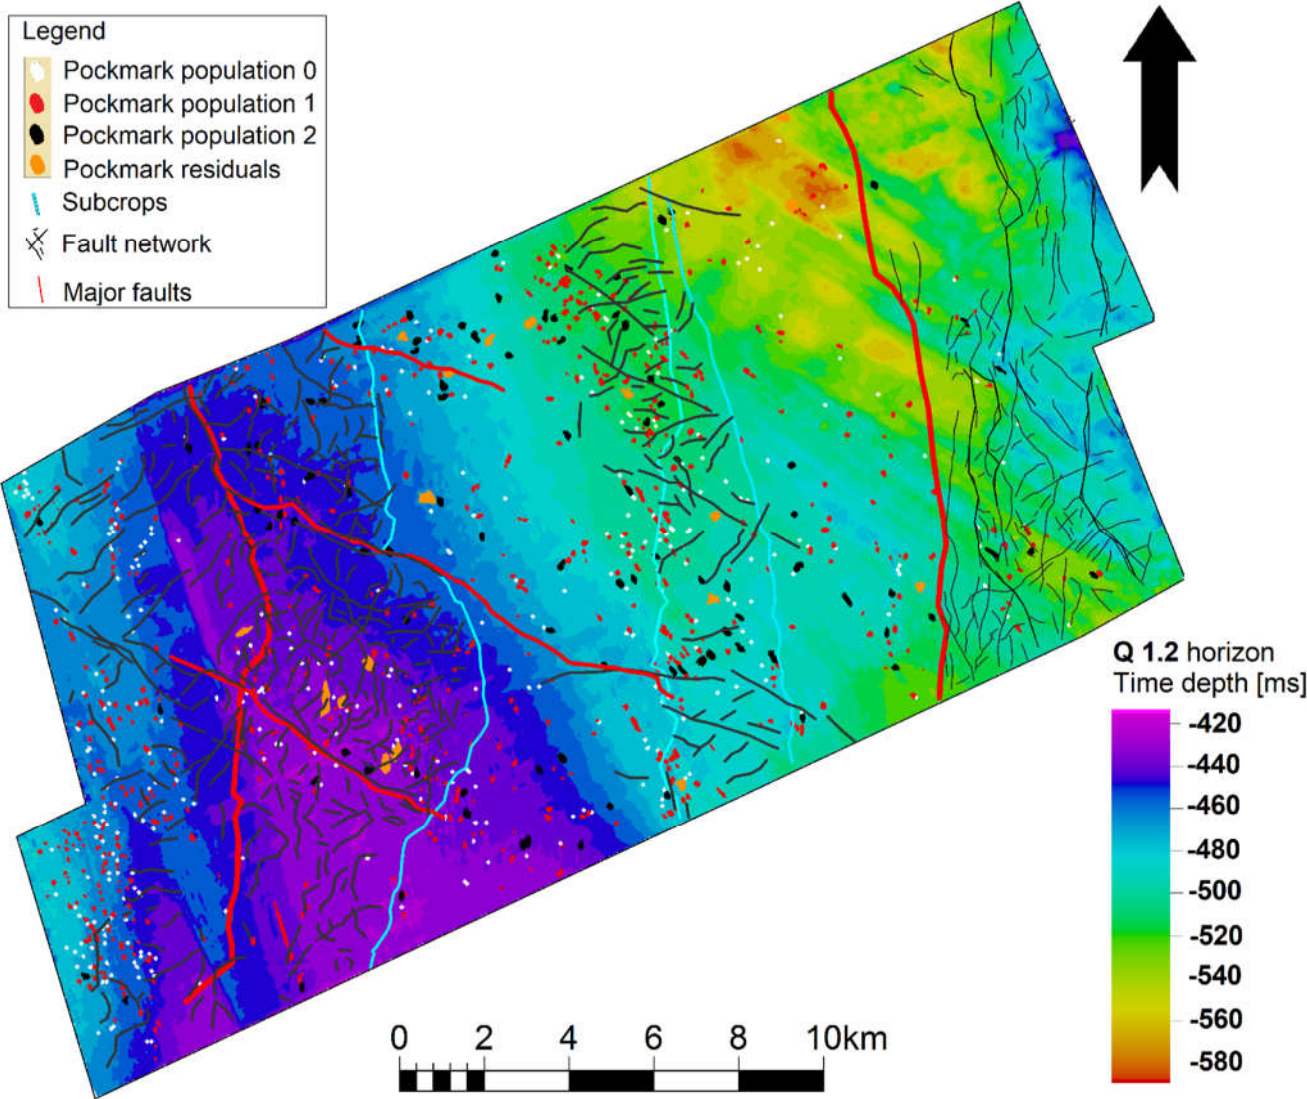 Legend
Pockmark population 0
Pockmark population 1
Pockmark population 2
Pockmark residuals
Subcrops
Fault network
Major faults
Q 1.2 horizon
Time depth [ms]
-420
-440
-460
-480
-500
-520
-540
-560
-580
0 2 4 6 8 10km